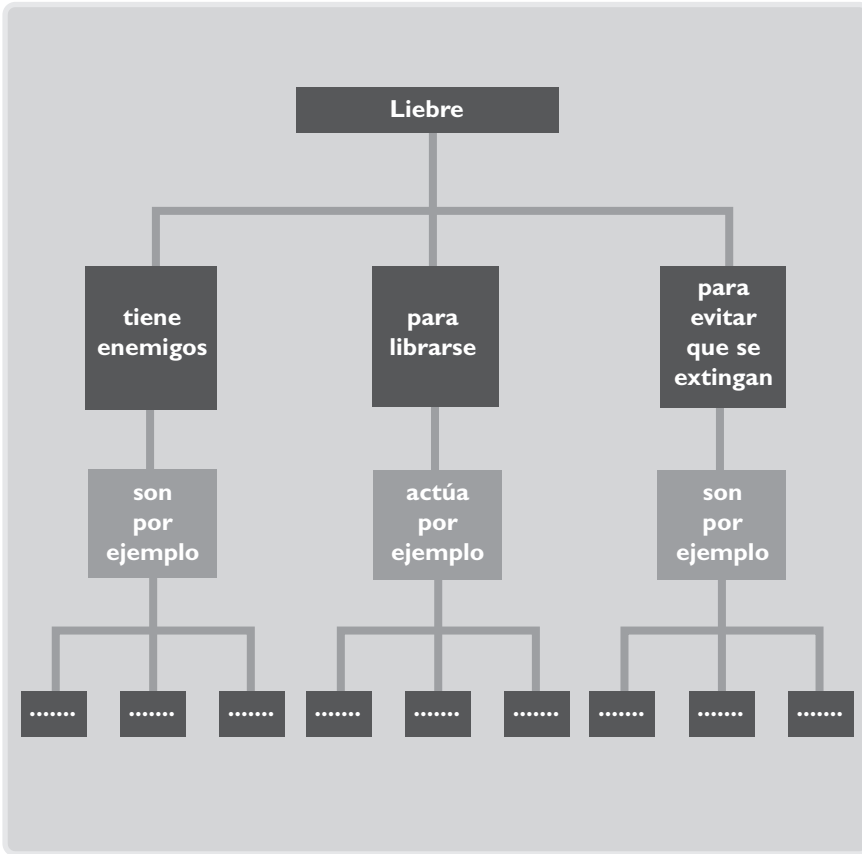 Liebre
tiene
enemigos
para
librarse
para
evitar
que se
extingan
son
por
ejemplo
actúa
por
ejemplo
son
por
ejemplo
....... ....... ....... ....... ....... ....... ....... ....... .......